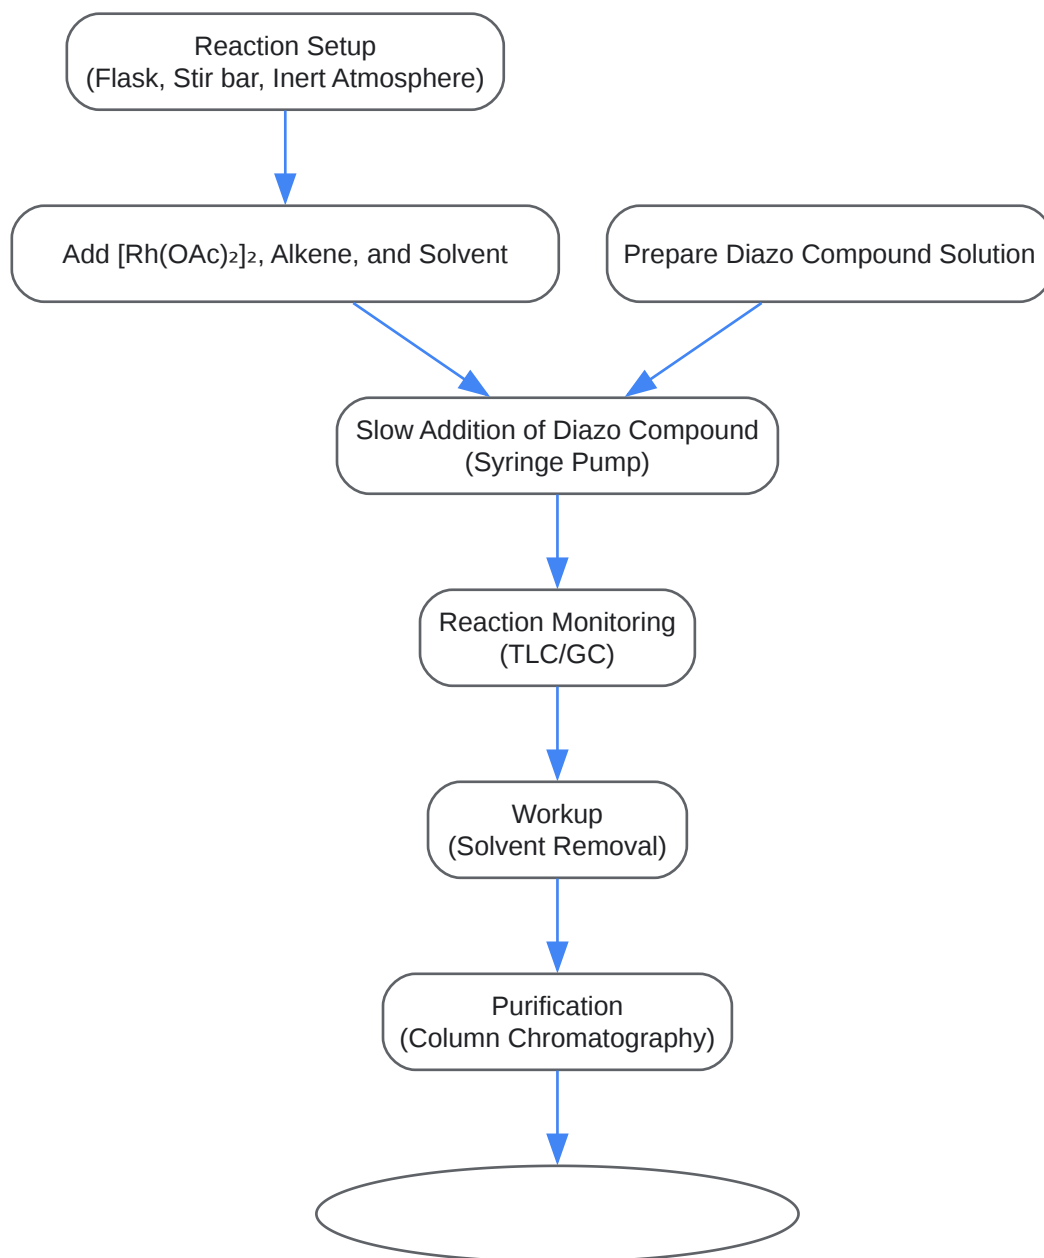 Reaction Setup
(Flask, Stir bar, Inert Atmosphere)
Add [Rh(OAc)₂]₂, Alkene, and Solvent
Prepare Diazo Compound Solution
Slow Addition of Diazo Compound
(Syringe Pump)
Reaction Monitoring
(TLC/GC)
Workup
(Solvent Removal)
Purification
(Column Chromatography)